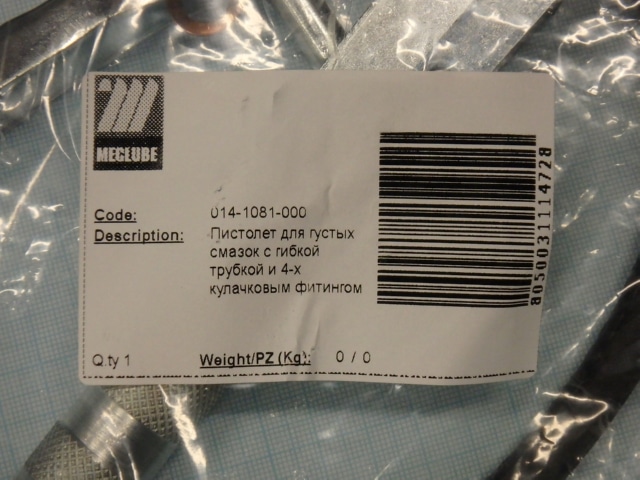 MECLUBE
Code: 014-1081-000
Description: Пистолет для густых
смазок с гибкой
трубкой и 4-х
кулачковым фитингом
Q.ty 1 Weight/PZ (Kg): 0 / 0
8050031114728